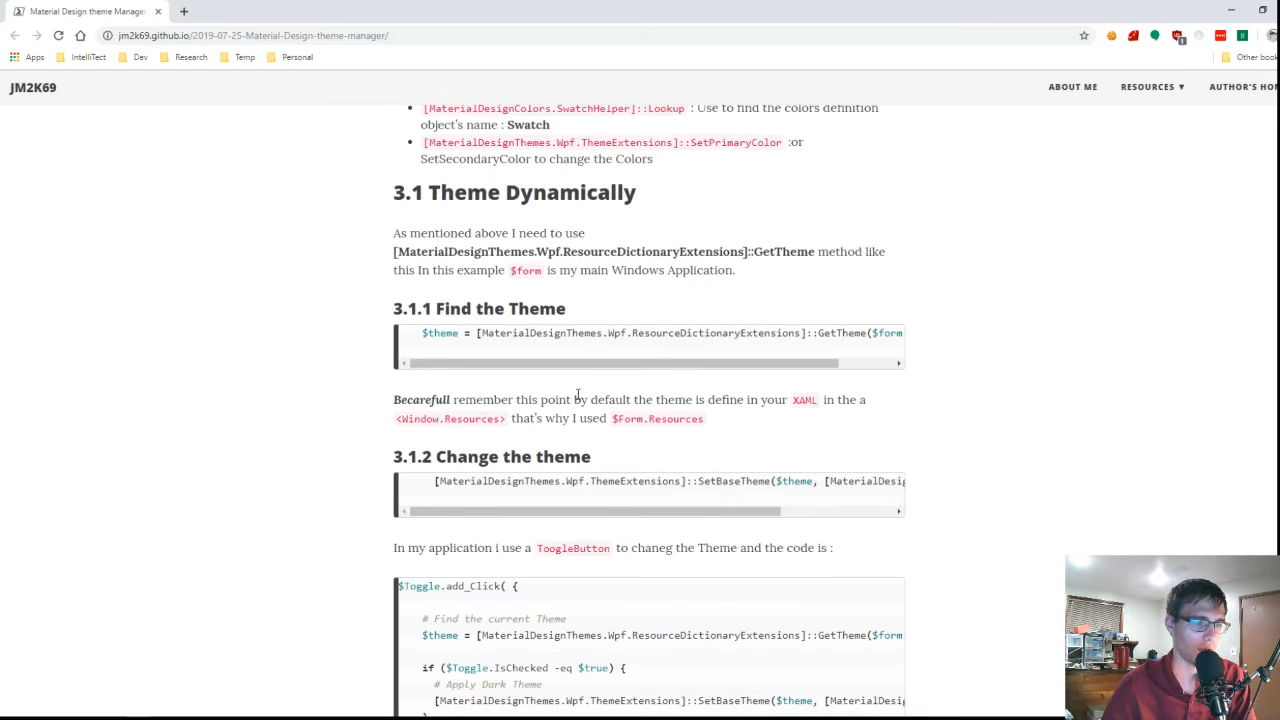 Material Design theme Manager
jm2k69.github.io/2019-07-25-Material-Design-theme-manager/
1
B
Apps
IntelliTect
Dev
Research
Temp
Personal
Other book
JM2K69
ABOUT ME
RESOURCES ▼
AUTHOR'S HO
[MaterialDesignColors.SwatchHelper]::Lookup : Use to find the colors definition
object's name : Swatch
[MaterialDesignThemes.Wpf.ThemeExtensions]::SetPrimaryColor :or
SetSecondaryColor to change the Colors
3.1 Theme Dynamically
As mentioned above I need to use
[MaterialDesignThemes.Wpf.ResourceDictionaryExtensions]::GetTheme method like
this In this example $form is my main Windows Application.
3.1.1 Find the Theme
$theme = [MaterialDesignThemes.Wpf.ResourceDictionaryExtensions]::GetTheme($form
Becarefull remember this point by default the theme is define in your XAML in the a
<Window.Resources> that's why I used $Form.Resources
3.1.2 Change the theme
[MaterialDesignThemes.Wpf.ThemeExtensions]::SetBaseTheme($theme, [MaterialDesig
In my application i use a ToogleButton to chaneg the Theme and the code is :
$Toggle.add_Click( {
# Find the current Theme
$theme = [MaterialDesignThemes.Wpf.ResourceDictionaryExtensions]::GetTheme($form
if ($Toggle.IsChecked -eq $true) {
# Apply Dark Theme
[MaterialDesignThemes.Wpf.ThemeExtensions]::SetBaseTheme($theme, [MaterialDesig